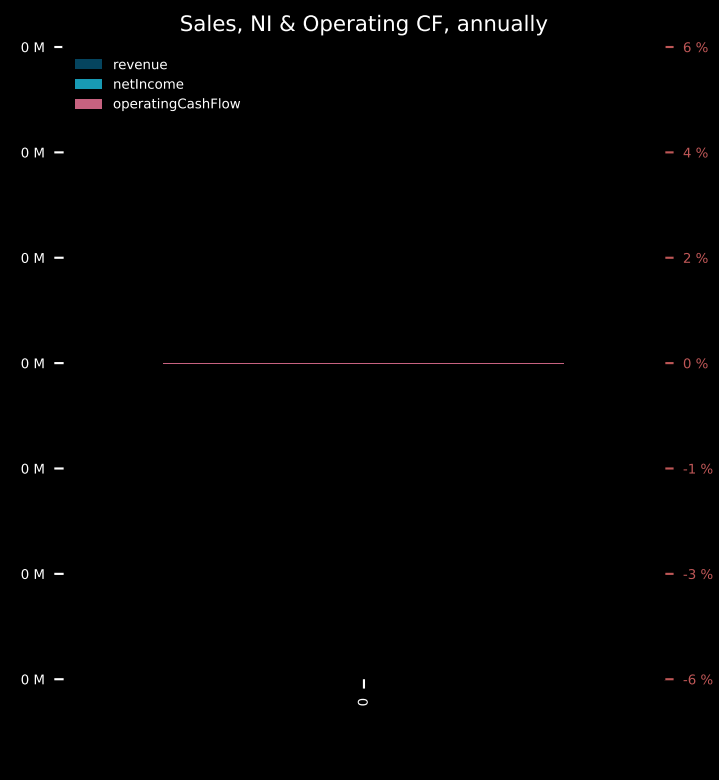 Sales, NI & Operating CF, annually
revenue
netIncome
operatingCashFlow
0 M
0 M
0 M
0 M
0 M
0 M
0 M
6 %
4 %
2 %
0 %
-1 %
-3 %
-6 %
0